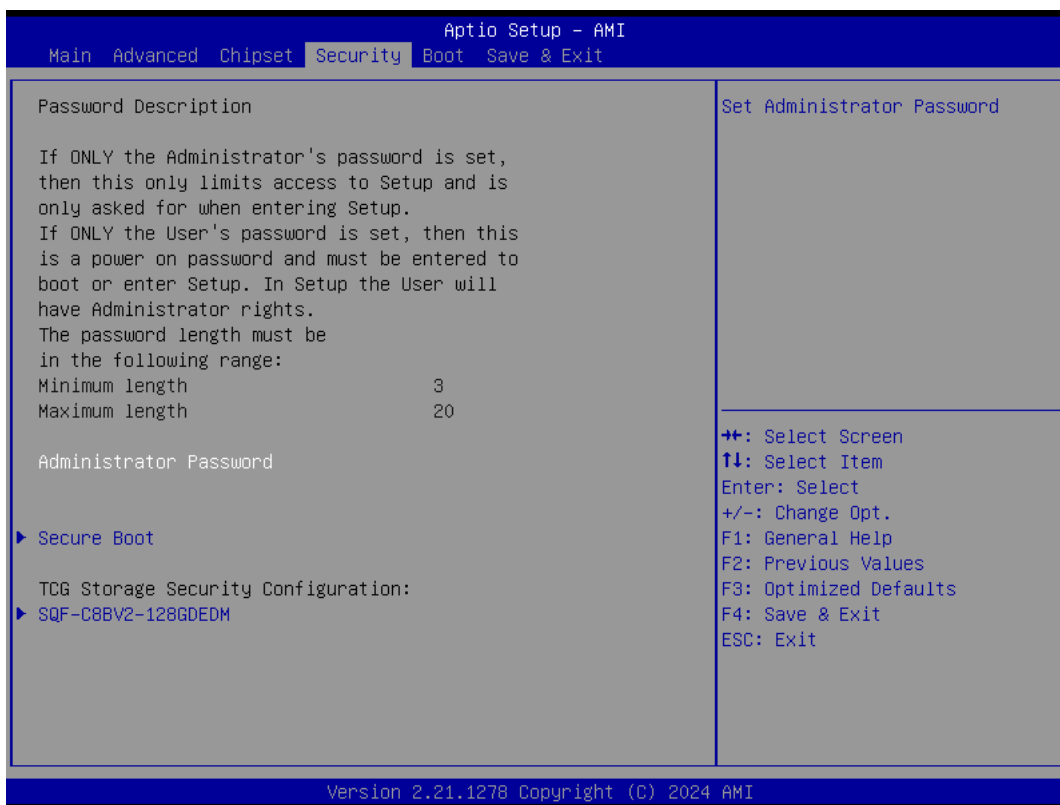 Aptio Setup – AMI
Main Advanced Chipset Security Boot Save & Exit
Password Description
If ONLY the Administrator's password is set,
then this only limits access to Setup and is
only asked for when entering Setup.
If ONLY the User's password is set, then this
is a power on password and must be entered to
boot or enter Setup. In Setup the User will
have Administrator rights.
The password length must be
in the following range:
Minimum length 3
Maximum length 20
Administrator Password
▶ Secure Boot
TCG Storage Security Configuration:
▶ SQF-C8BV2-128GDEDM
Set Administrator Password
→←: Select Screen
↑↓: Select Item
Enter: Select
+/-: Change Opt.
F1: General Help
F2: Previous Values
F3: Optimized Defaults
F4: Save & Exit
ESC: Exit
Version 2.21.1278 Copyright (C) 2024 AMI